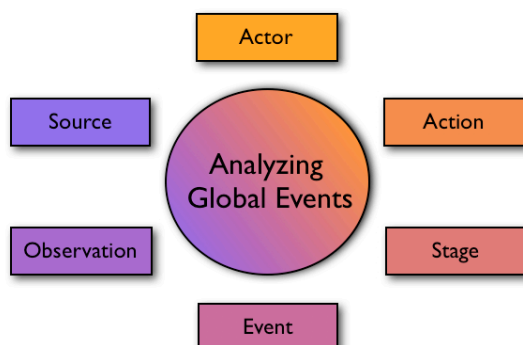 Actor
Source
Action
Analyzing
Global Events
Observation
Stage
Event